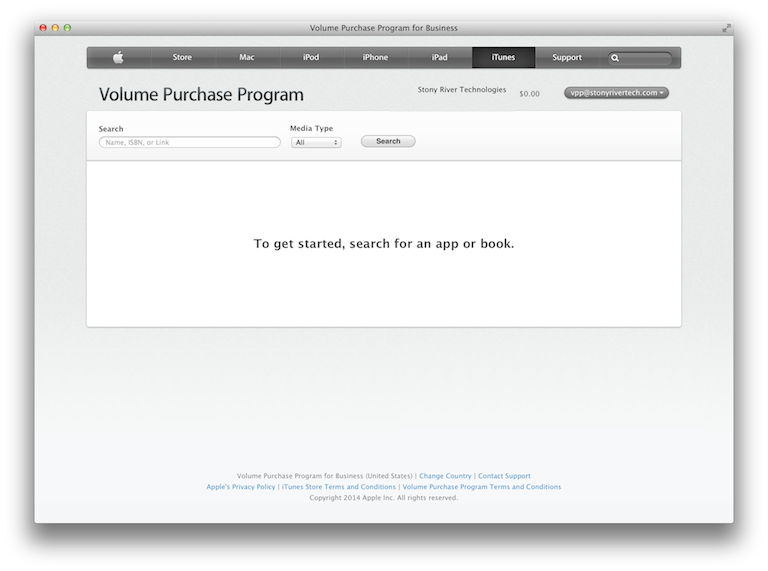 Volume Purchase Program for Business
Store Mac iPod iPhone iPad iTunes Support
Volume Purchase Program
Stony River Technologies $0.00 vpp@stonyrivertech.com
Search Media Type
Name, ISBN, or Link All Search
To get started, search for an app or book.
Volume Purchase Program for Business (United States) | Change Country | Contact Support
Apple's Privacy Policy | iTunes Store Terms and Conditions | Volume Purchase Program Terms and Conditions
Copyright 2014 Apple Inc. All rights reserved.